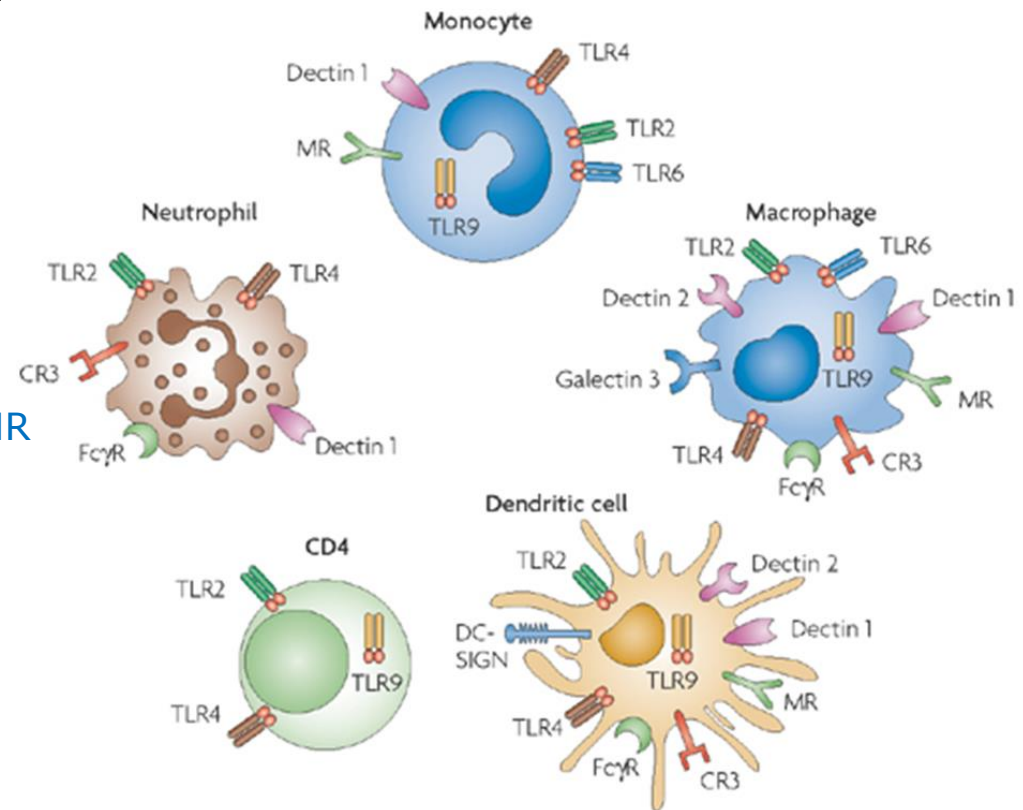 Monocyte
Dectin 1
TLR4
MR
TLR2
TLR6
TLR9
Neutrophil
TLR2
TLR4
CR3
FcγR
Dectin 1
Macrophage
TLR2
TLR6
Dectin 2
Dectin 1
Galectin 3
TLR9
MR
TLR4
FcγR
CR3
CD4
TLR2
TLR9
TLR4
Dendritic cell
TLR2
Dectin 2
DC-
SIGN
Dectin 1
TLR9
MR
TLR4
FcγR
CR3